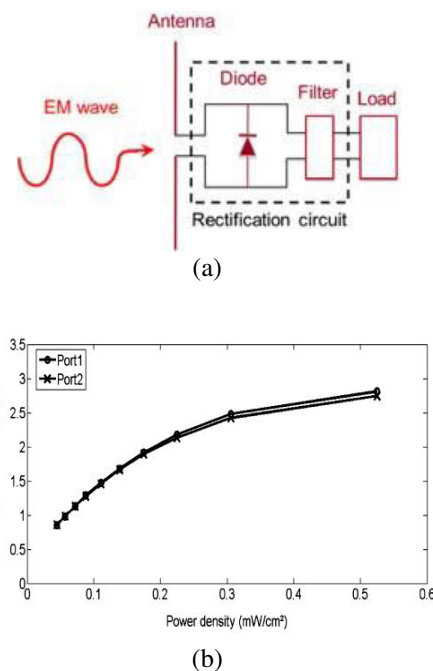 Antenna
EM wave
Diode
Filter
Load
Rectification circuit
(a)
3.5
3
2.5
2
1.5
1
0.5
0
Port1
Port2
0
0.1
0.2
0.3
0.4
0.5
0.6
Power density (mW/cm²)
(b)